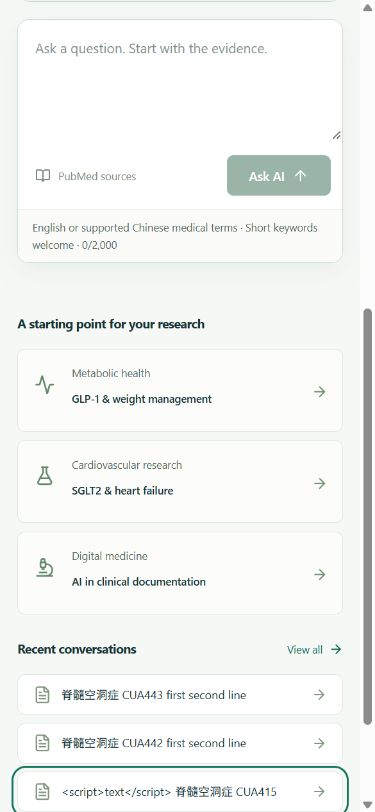 Ask a question. Start with the evidence.
PubMed sources
Ask AI
English or supported Chinese medical terms · Short keywords
welcome · 0/2,000
A starting point for your research
Metabolic health
GLP-1 & weight management
Cardiovascular research
SGLT2 & heart failure
Digital medicine
AI in clinical documentation
Recent conversations
View all
脊髓空洞症 CUA443 first second line
脊髓空洞症 CUA442 first second line
<script>text</script> 脊髓空洞症 CUA415